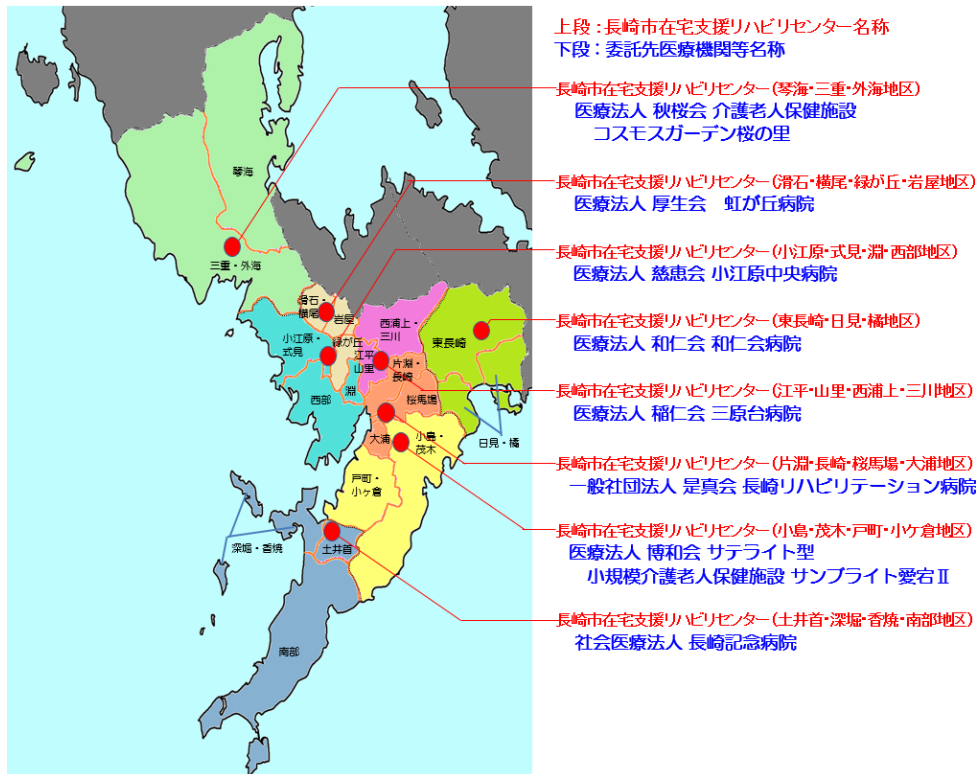 上段：長崎市在宅支援リハビリセンター名称
下段：委託先医療機関等名称
長崎市在宅支援リハビリセンター（琴海・三重・外海地区）
医療法人 秋桜会 介護老人保健施設
コスモスガーデン桜の里
長崎市在宅支援リハビリセンター（滑石・横尾・緑が丘・岩屋地区）
医療法人 厚生会　虹が丘病院
長崎市在宅支援リハビリセンター（小江原・式見・淵・西部地区）
医療法人 慈恵会 小江原中央病院
長崎市在宅支援リハビリセンター（東長崎・日見・橘地区）
医療法人 和仁会 和仁会病院
長崎市在宅支援リハビリセンター（江平・山里・西浦上・三川地区）
医療法人 稲仁会 三原台病院
長崎市在宅支援リハビリセンター（片淵・長崎・桜馬場・大浦地区）
一般社団法人 是真会 長崎リハビリテーション病院
長崎市在宅支援リハビリセンター（小島・茂木・戸町・小ケ倉地区）
医療法人 博和会 サテライト型
小規模介護老人保健施設 サンブライト愛宕Ⅱ
長崎市在宅支援リハビリセンター（土井首・深堀・香焼・南部地区）
社会医療法人 長崎記念病院
琴海
三重・外海
滑石・
横尾
岩屋
西浦上・
三川
小江原・
式見
緑が丘
江平
山里
東長崎
片淵・
長崎
淵
西部
桜馬場
大浦
小島・
茂木
日見・橘
戸町・
小ヶ倉
深堀・香焼
土井首
南部